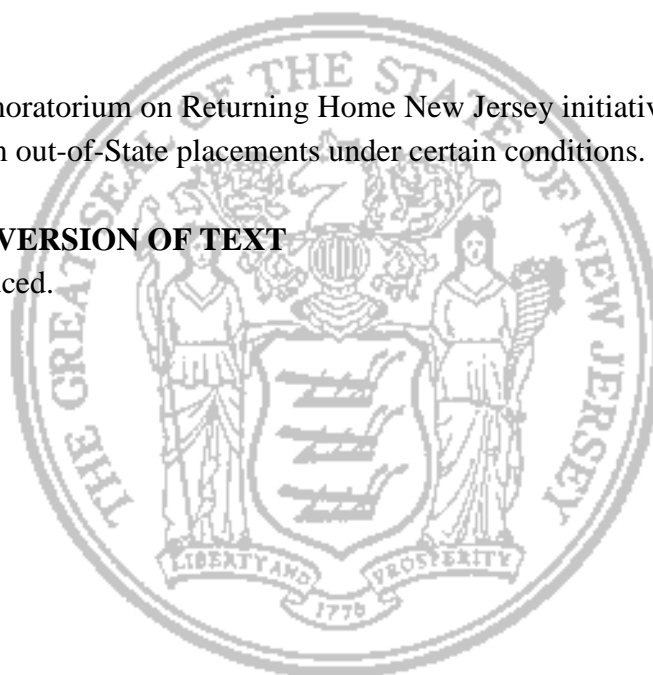 moratorium on Returning Home New Jersey initiativ
n out-of-State placements under certain conditions.
VERSION OF TEXT
uced.
THE GREAT SEAL OF THE STATE OF NEW JERSEY
LIBERTY AND PROSPERITY
1776